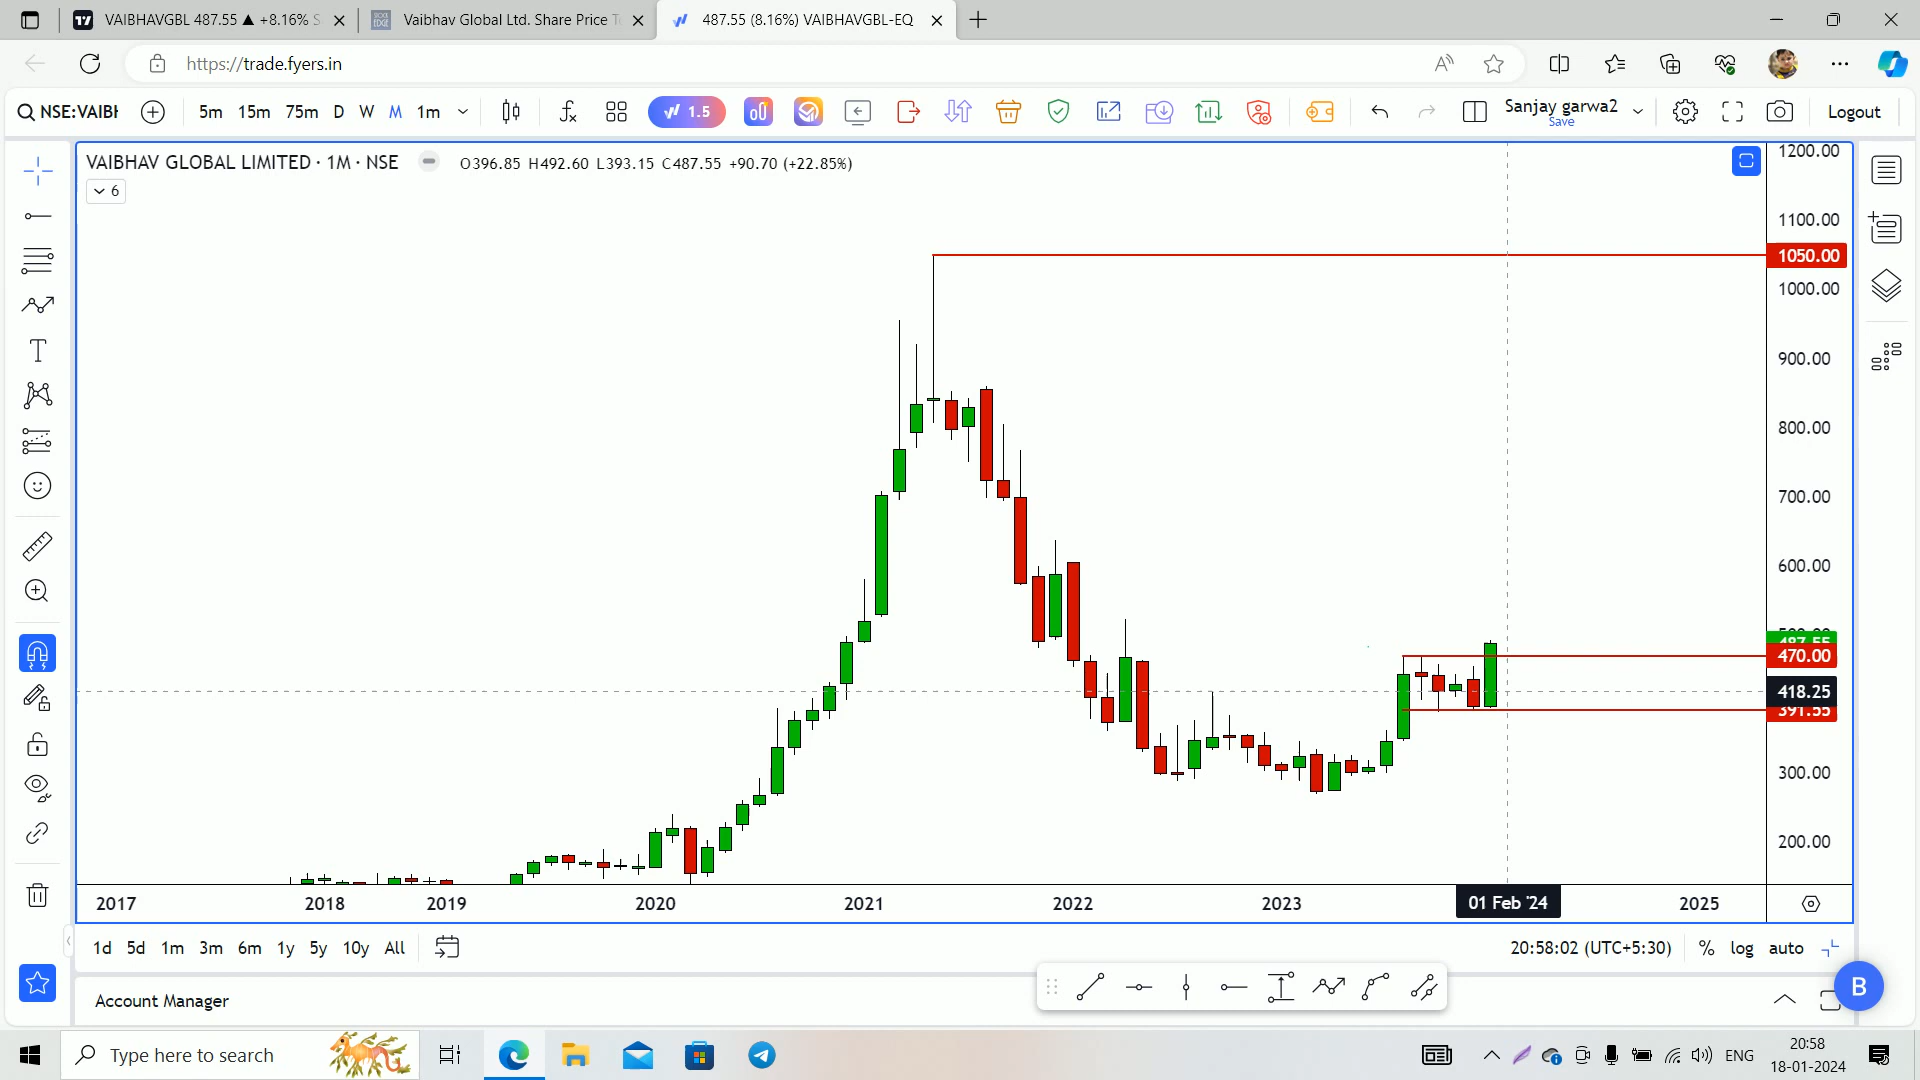 VAIBHAVGBL 487.55 ▲ +8.16%
Vaibhav Global Ltd. Share Price
487.55 (8.16%) VAIBHAVGBL-EQ
https://trade.fyers.in
NSE:VAIBH
5m 15m 75m D W M 1m
1.5
Sanjay garwa2
Save
Logout
VAIBHAV GLOBAL LIMITED · 1M · NSE
O396.85 H492.60 L393.15 C487.55 +90.70 (+22.85%)
6
1200.00
1100.00
1050.00
1000.00
900.00
800.00
700.00
600.00
487.55
470.00
418.25
391.55
300.00
200.00
2017 2018 2019 2020 2021 2022 2023 01 Feb '24 2025
1d 5d 1m 3m 6m 1y 5y 10y All
20:58:02 (UTC+5:30) % log auto
Account Manager
B
Type here to search
ENG
20:58
18-01-2024